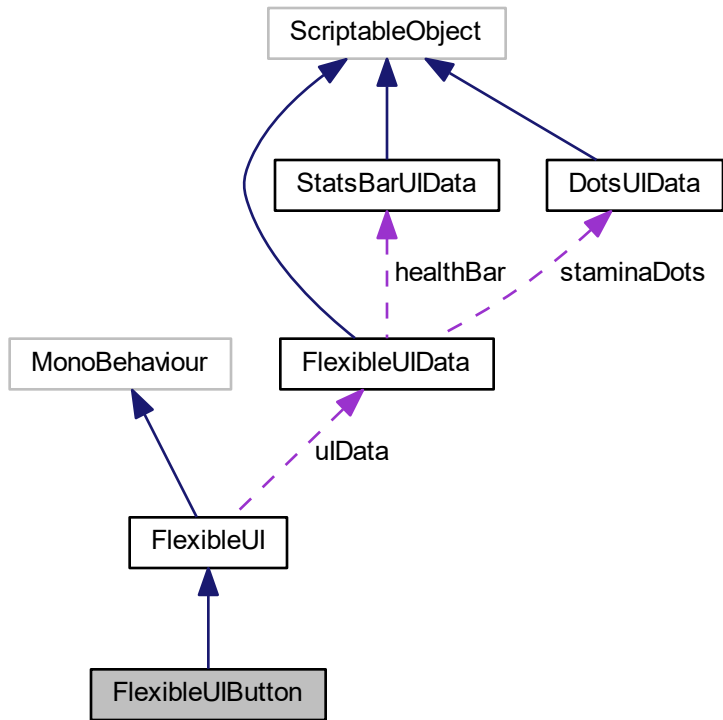 ScriptableObject
StatsBarUIData
DotsUIData
healthBar
staminaDots
MonoBehaviour
FlexibleUIData
uIData
FlexibleUI
FlexibleUIButton